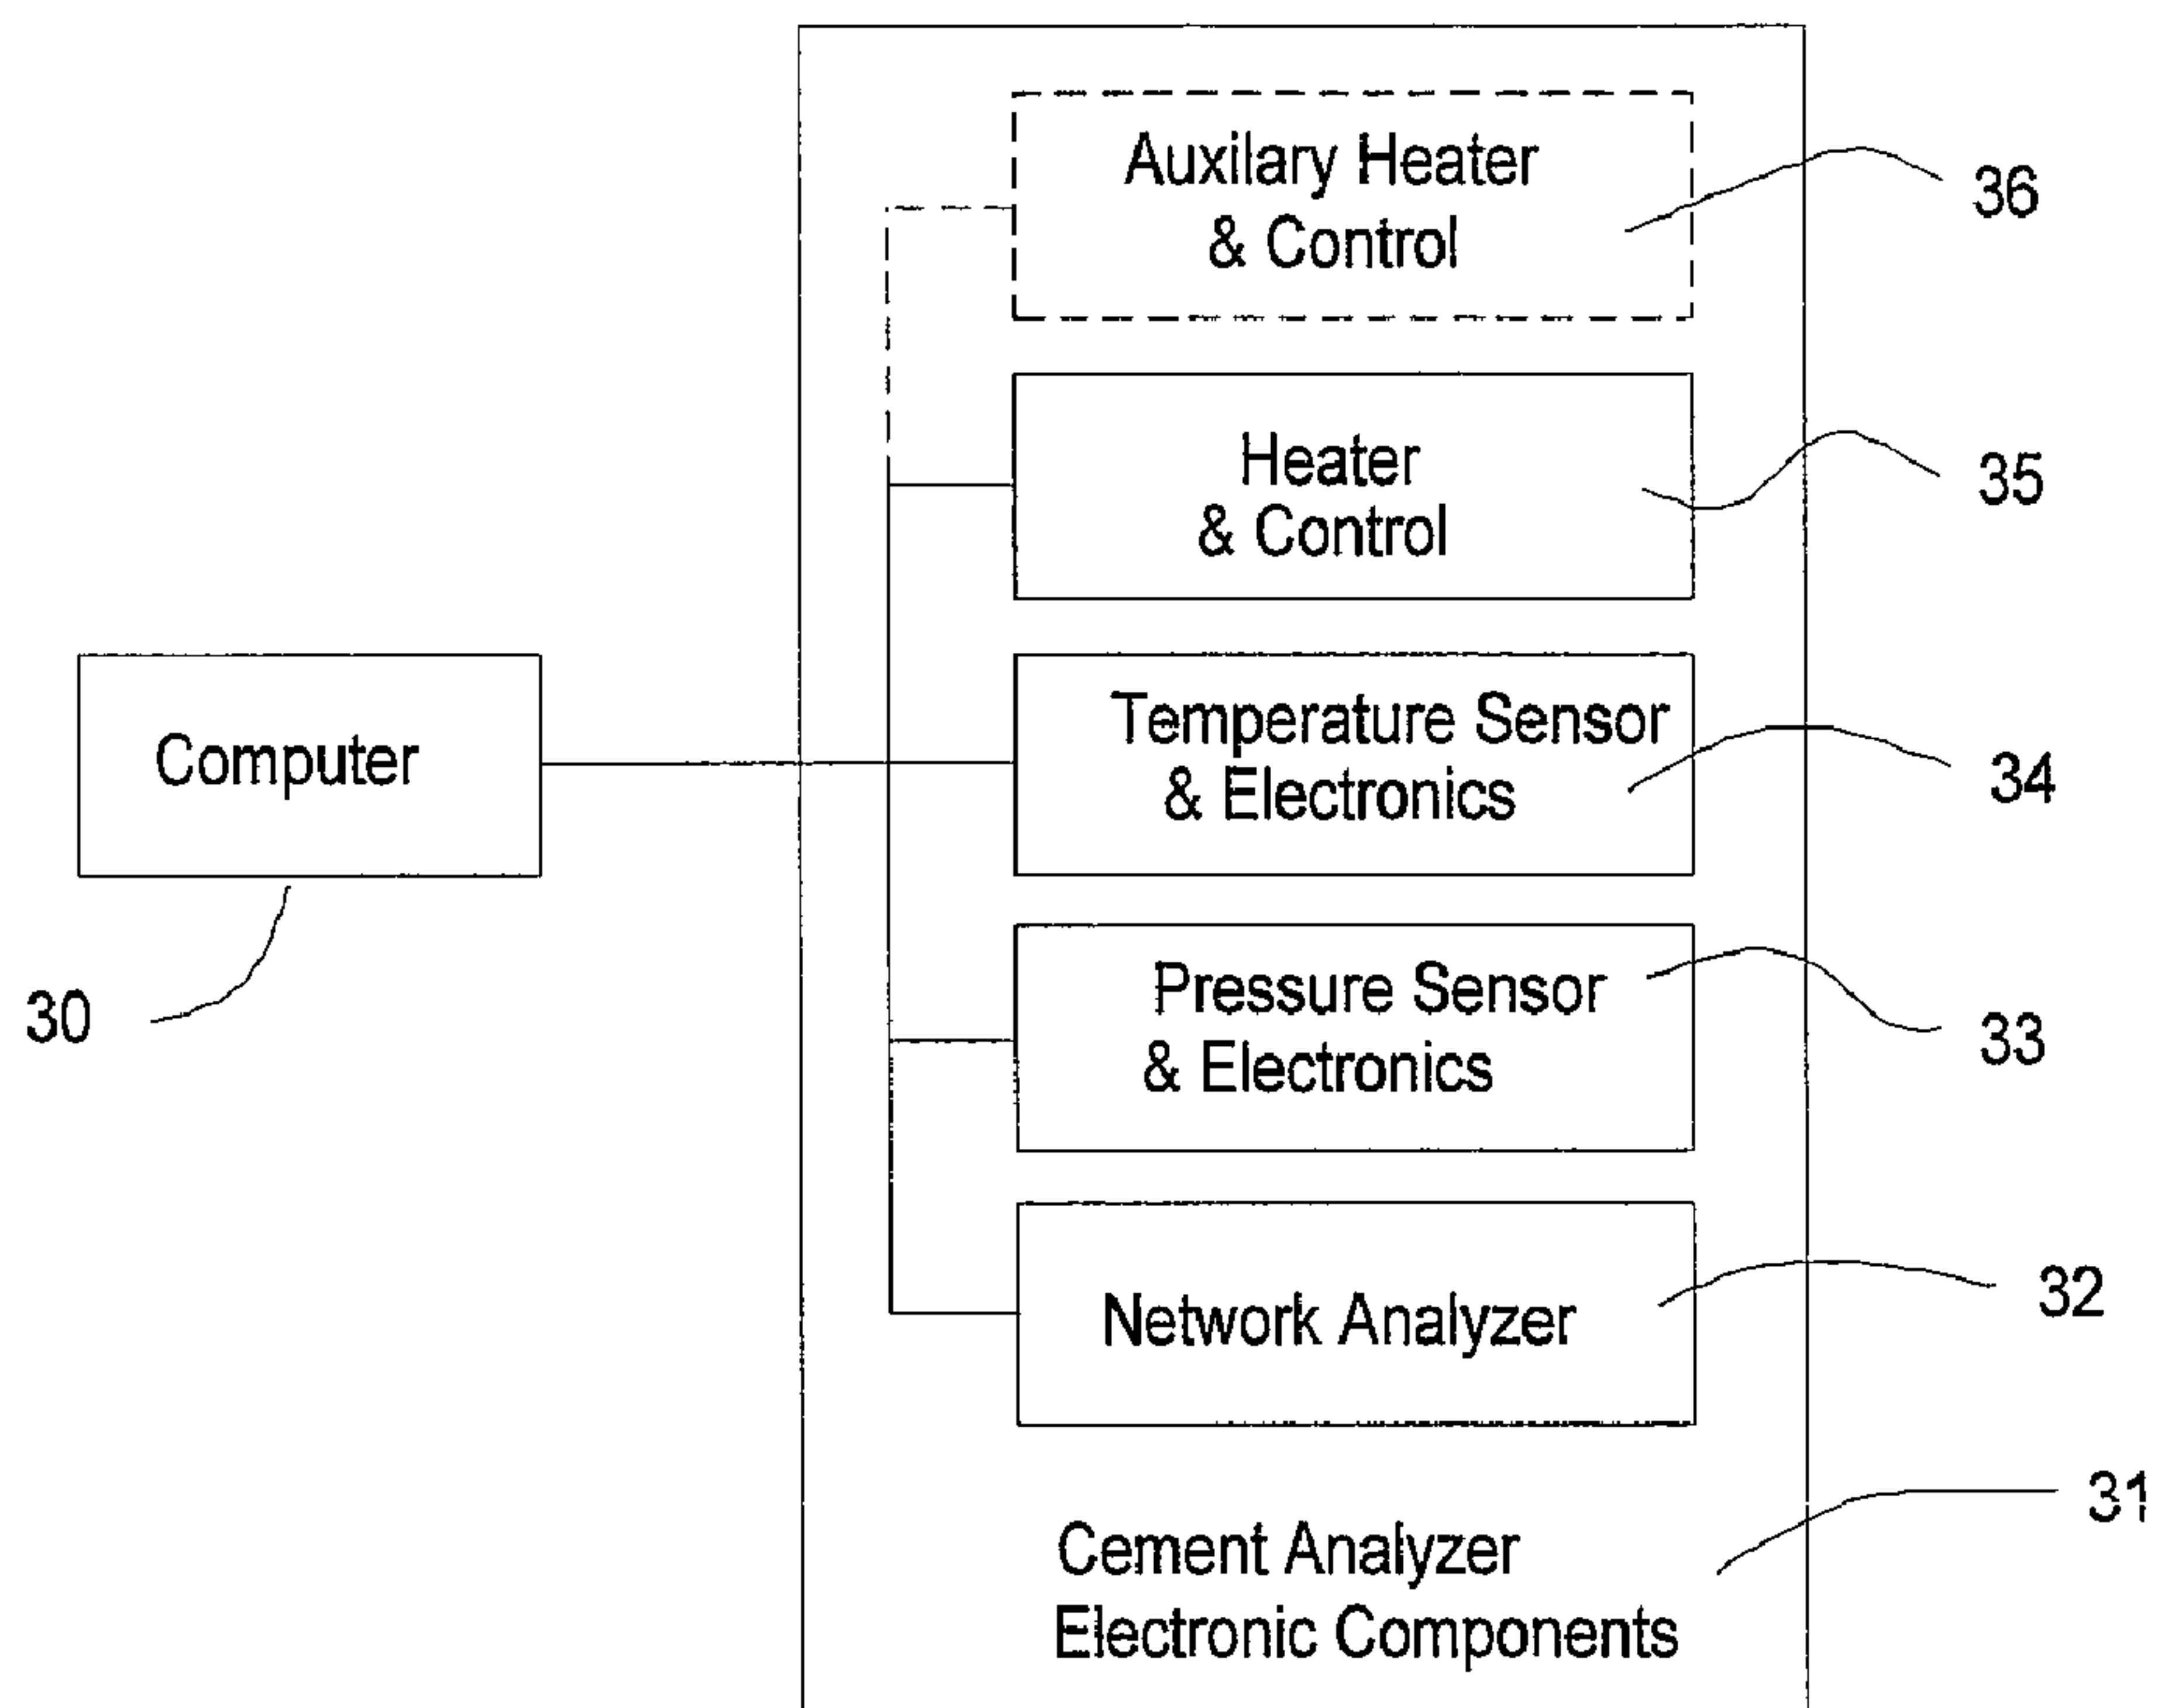 Auxilary Heater
& Control
36
Heater
& Control
35
Computer
30
Temperature Sensor
& Electronics
34
Pressure Sensor
& Electronics
33
Network Analyzer
32
Cement Analyzer
Electronic Components
31